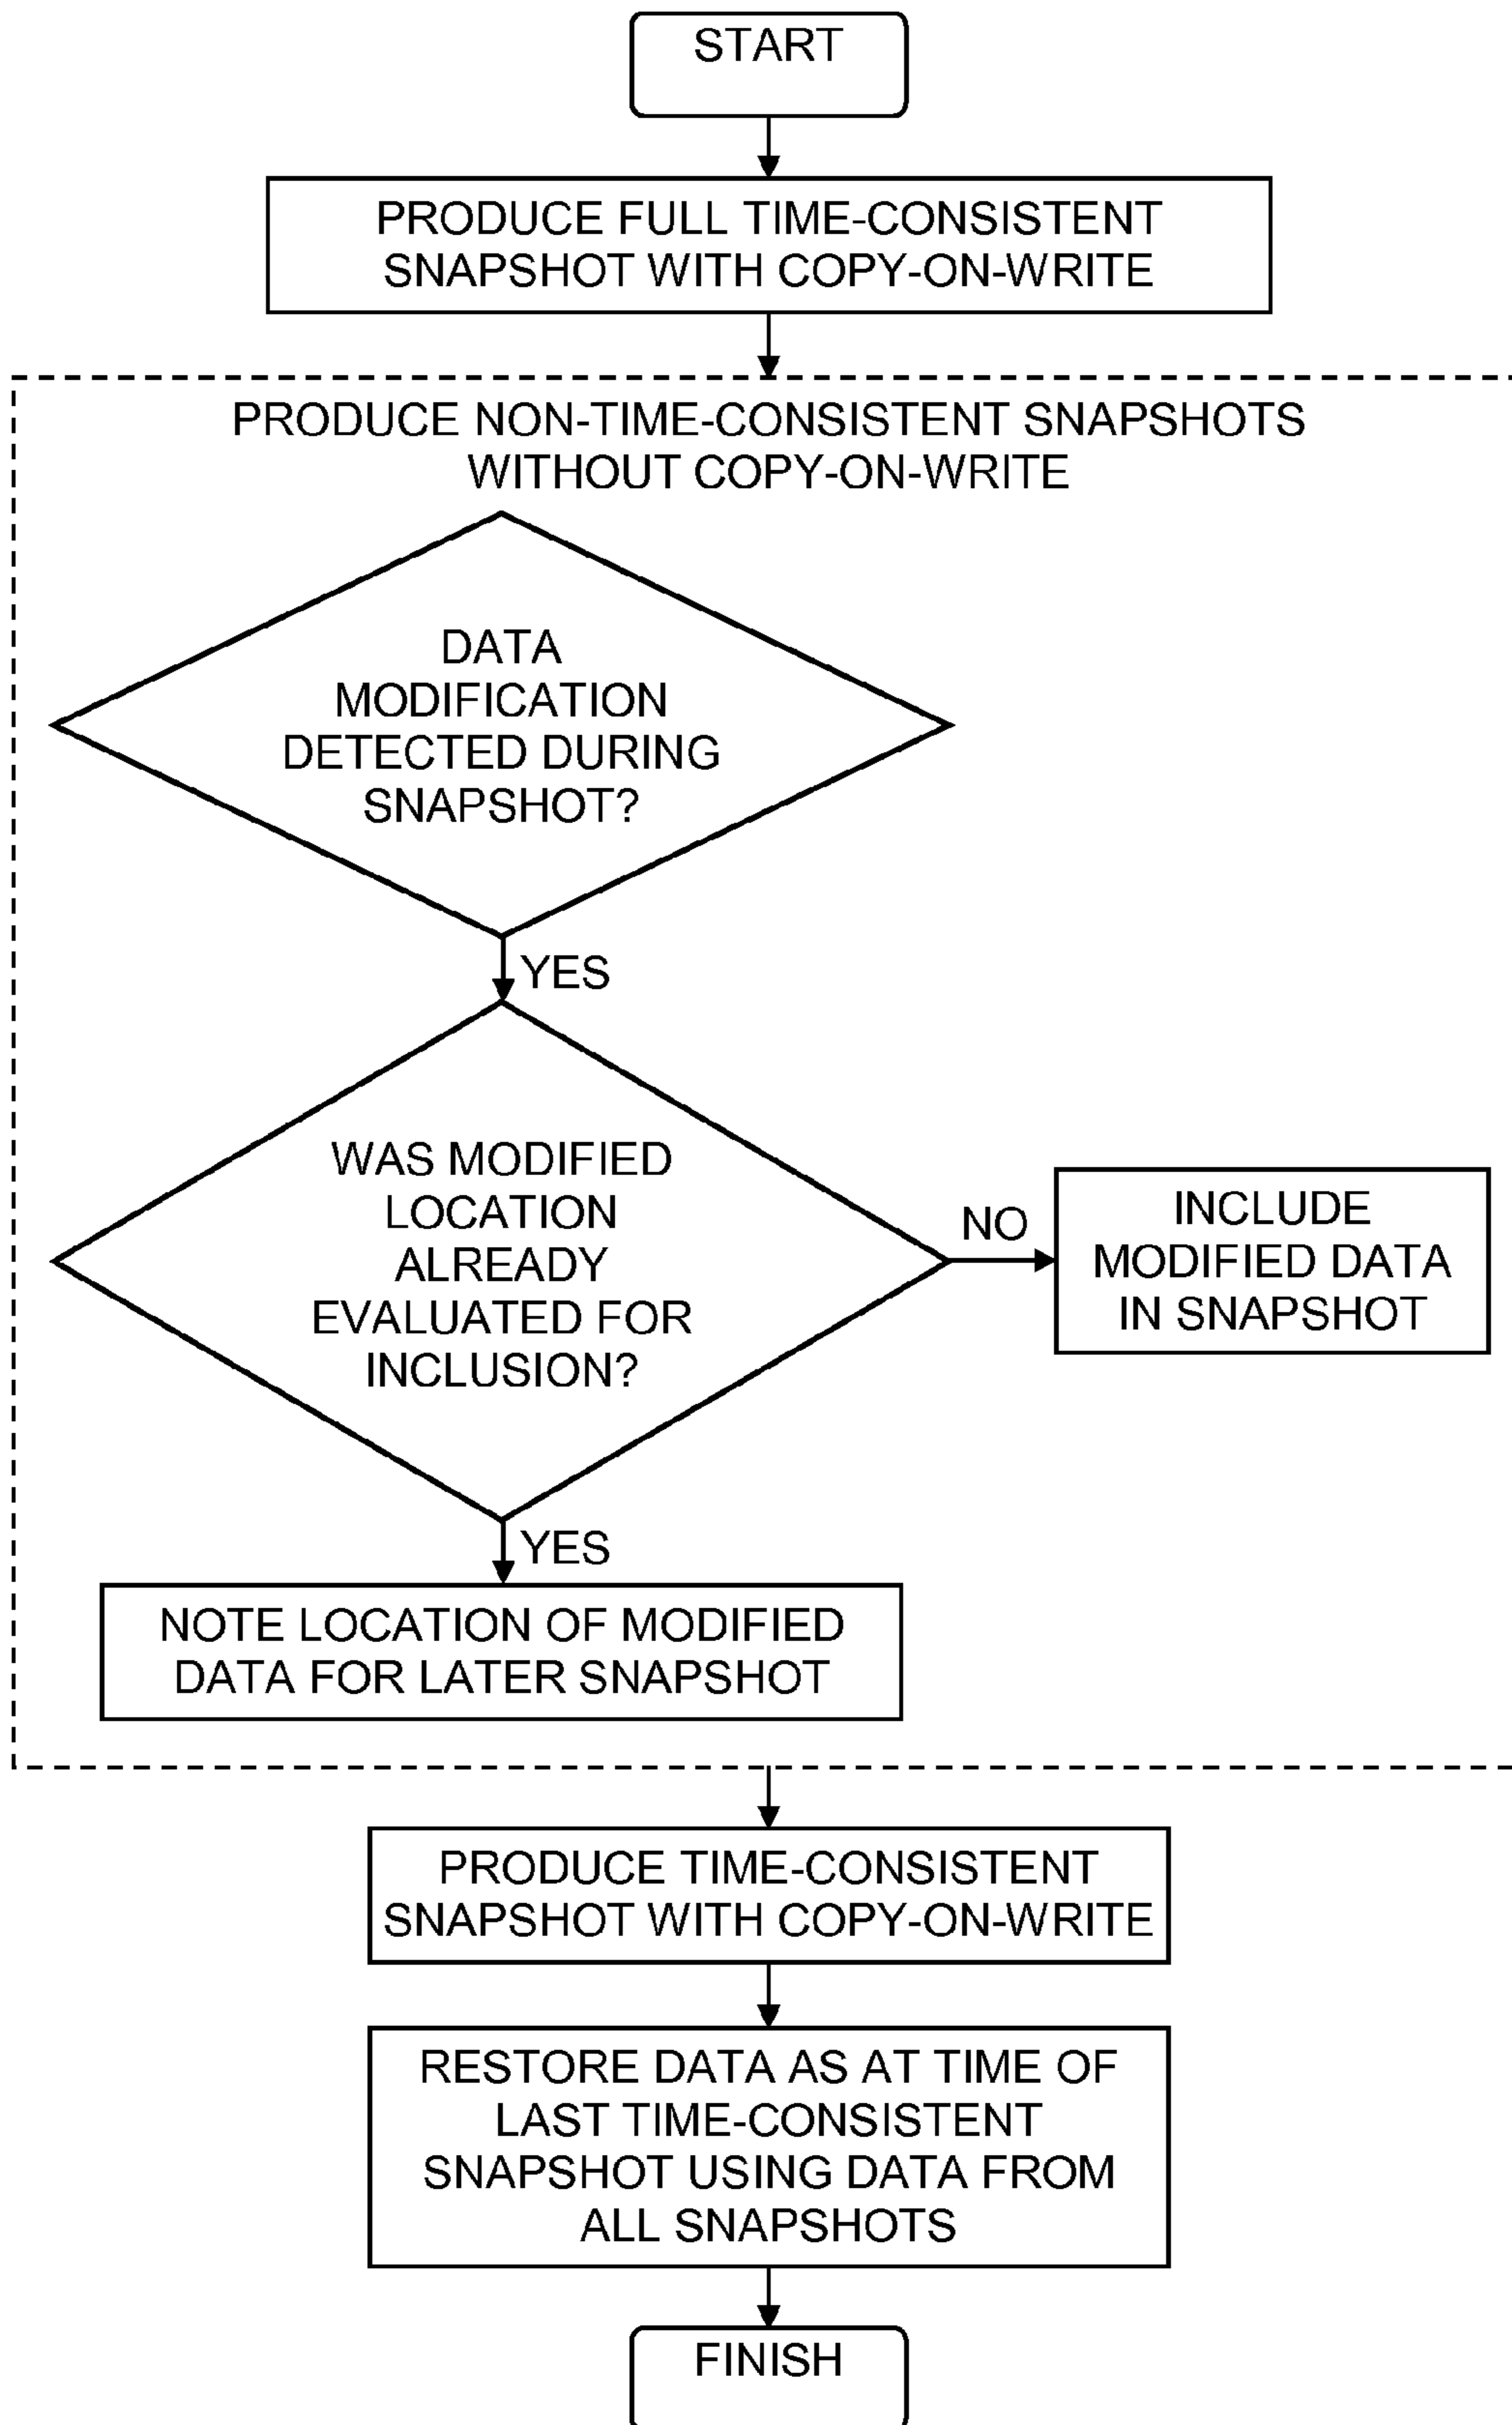 START
PRODUCE FULL TIME-CONSISTENT
SNAPSHOT WITH COPY-ON-WRITE
PRODUCE NON-TIME-CONSISTENT SNAPSHOTS
WITHOUT COPY-ON-WRITE
DATA
MODIFICATION
DETECTED DURING
SNAPSHOT?
YES
WAS MODIFIED
LOCATION
ALREADY
EVALUATED FOR
INCLUSION?
NO
INCLUDE
MODIFIED DATA
IN SNAPSHOT
YES
NOTE LOCATION OF MODIFIED
DATA FOR LATER SNAPSHOT
PRODUCE TIME-CONSISTENT
SNAPSHOT WITH COPY-ON-WRITE
RESTORE DATA AS AT TIME OF
LAST TIME-CONSISTENT
SNAPSHOT USING DATA FROM
ALL SNAPSHOTS
FINISH